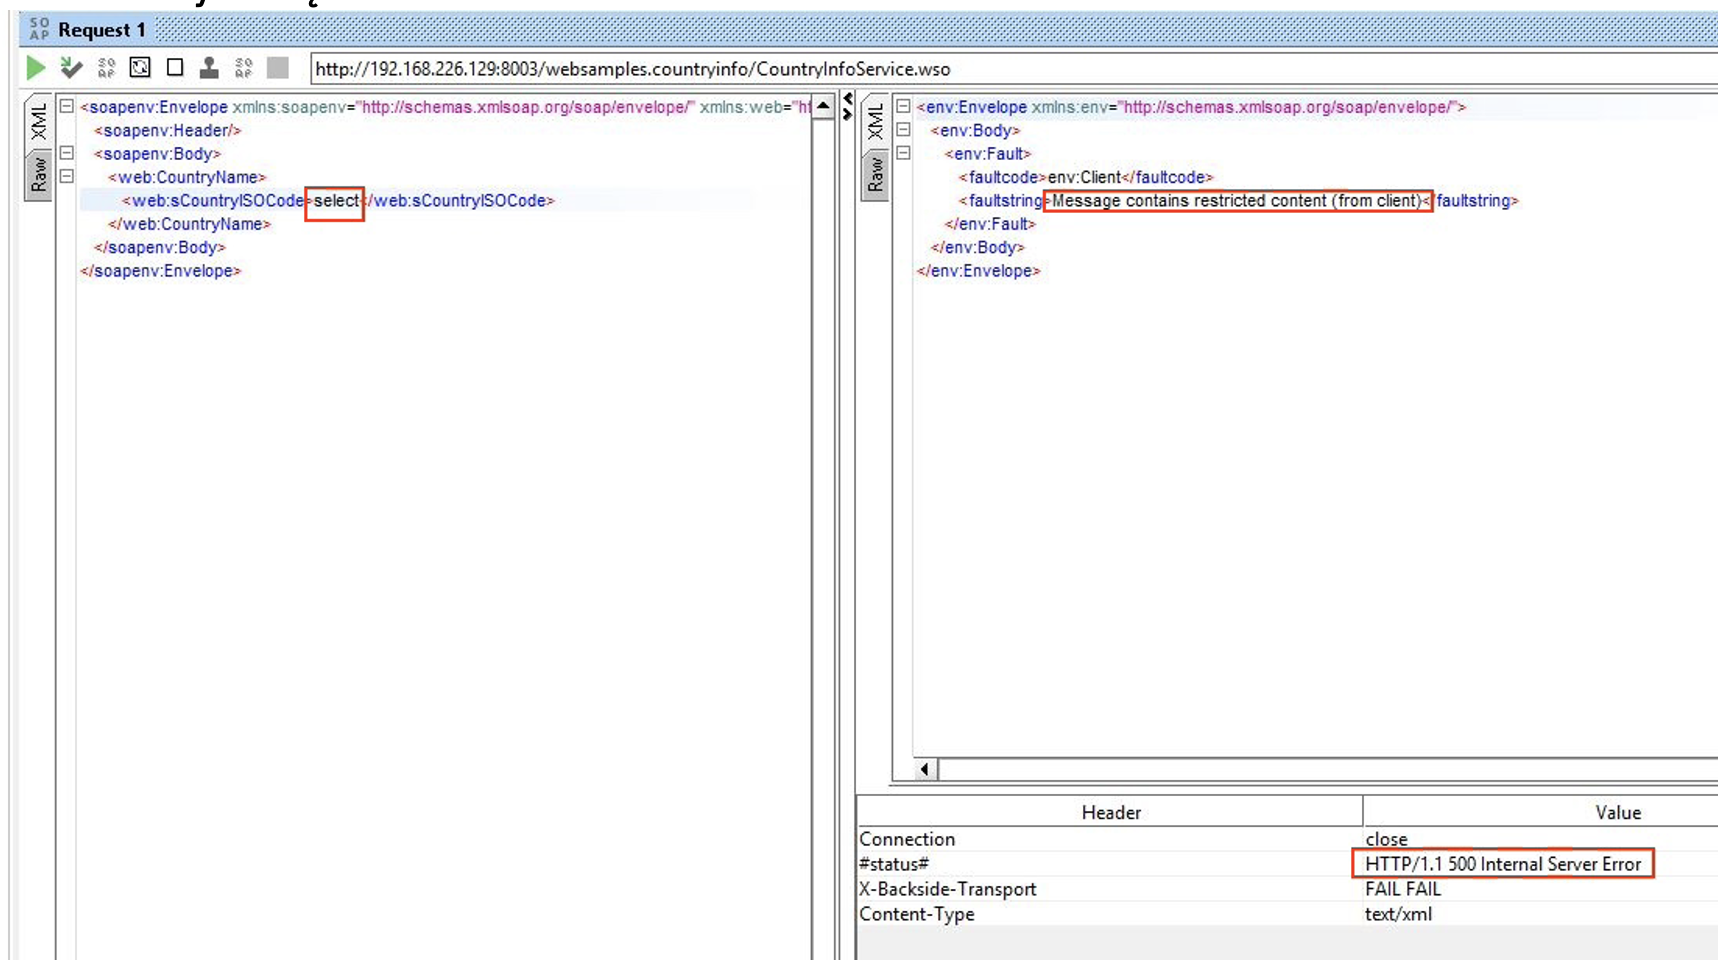 SO
AP Request 1
http://192.168.226.129:8003/websamples.countryinfo/CountryInfoService.wso
XML
Raw
<soapenv:Envelope xmlns:soapenv="http://schemas.xmlsoap.org/soap/envelope/" xmlns:web="ht
<soapenv:Header/>
<soapenv:Body>
<web:CountryName>
<web:sCountryISOCode>select</web:sCountryISOCode>
</web:CountryName>
</soapenv:Body>
</soapenv:Envelope>
XML
Raw
<env:Envelope xmlns:env="http://schemas.xmlsoap.org/soap/envelope/">
<env:Body>
<env:Fault>
<faultcode>env:Client</faultcode>
<faultstring>Message contains restricted content (from client)</faultstring>
</env:Fault>
</env:Body>
</env:Envelope>
Header Value
Connection close
#status# HTTP/1.1 500 Internal Server Error
X-Backside-Transport FAIL FAIL
Content-Type text/xml